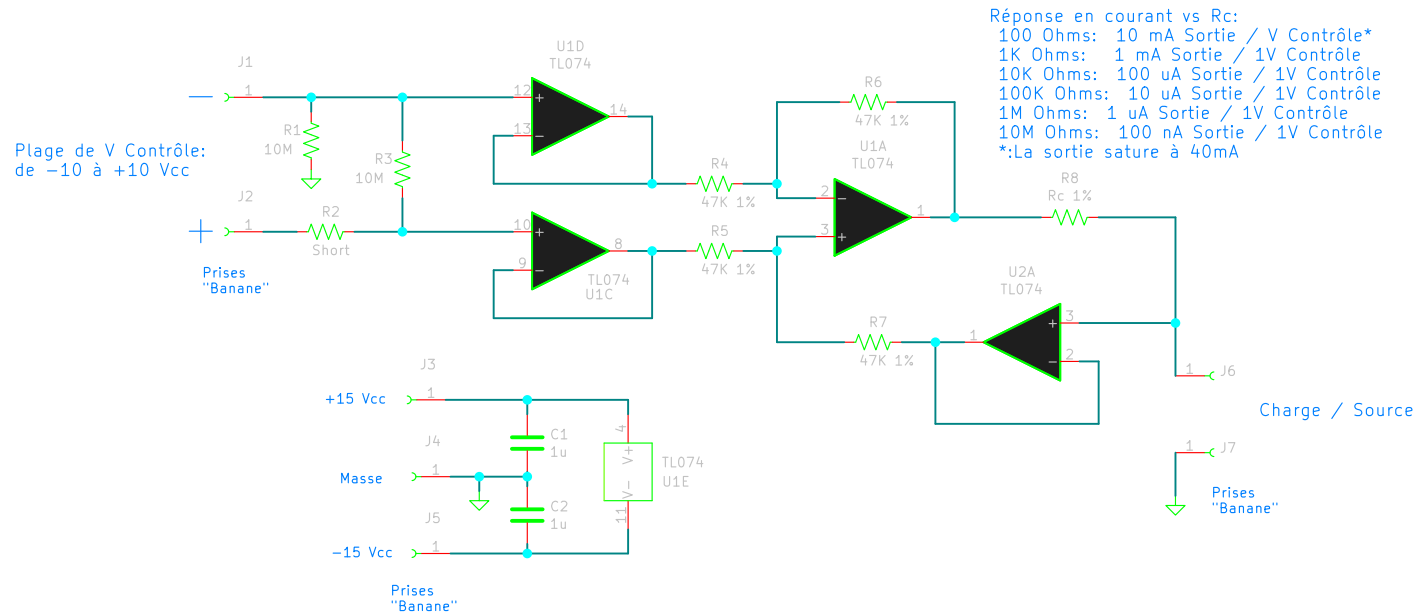 Réponse en courant vs Rc:
100 Ohms: 10 mA Sortie / V Contrôle*
1K Ohms: 1 mA Sortie / 1V Contrôle
10K Ohms: 100 uA Sortie / 1V Contrôle
100K Ohms: 10 uA Sortie / 1V Contrôle
1M Ohms: 1 uA Sortie / 1V Contrôle
10M Ohms: 100 nA Sortie / 1V Contrôle
*:La sortie sature à 40mA
U1D
TL074
J1
1
−
12
+
13
−
14
R1
10M
R3
10M
Plage de V Contrôle:
de −10 à +10 Vcc
J2
1
+
R2
Short
Prises
"Banane"
10
+
9
−
8
TL074
U1C
R4
47K 1%
R5
47K 1%
R6
47K 1%
U1A
TL074
2
−
3
+
1
R8
Rc 1%
U2A
TL074
3
+
2
−
1
R7
47K 1%
1
J6
Charge / Source
1
J7
Prises
"Banane"
J3
+15 Vcc
1
J4
Masse
1
J5
−15 Vcc
1
Prises
"Banane"
C1
1u
C2
1u
4
V+
V−
11
TL074
U1E